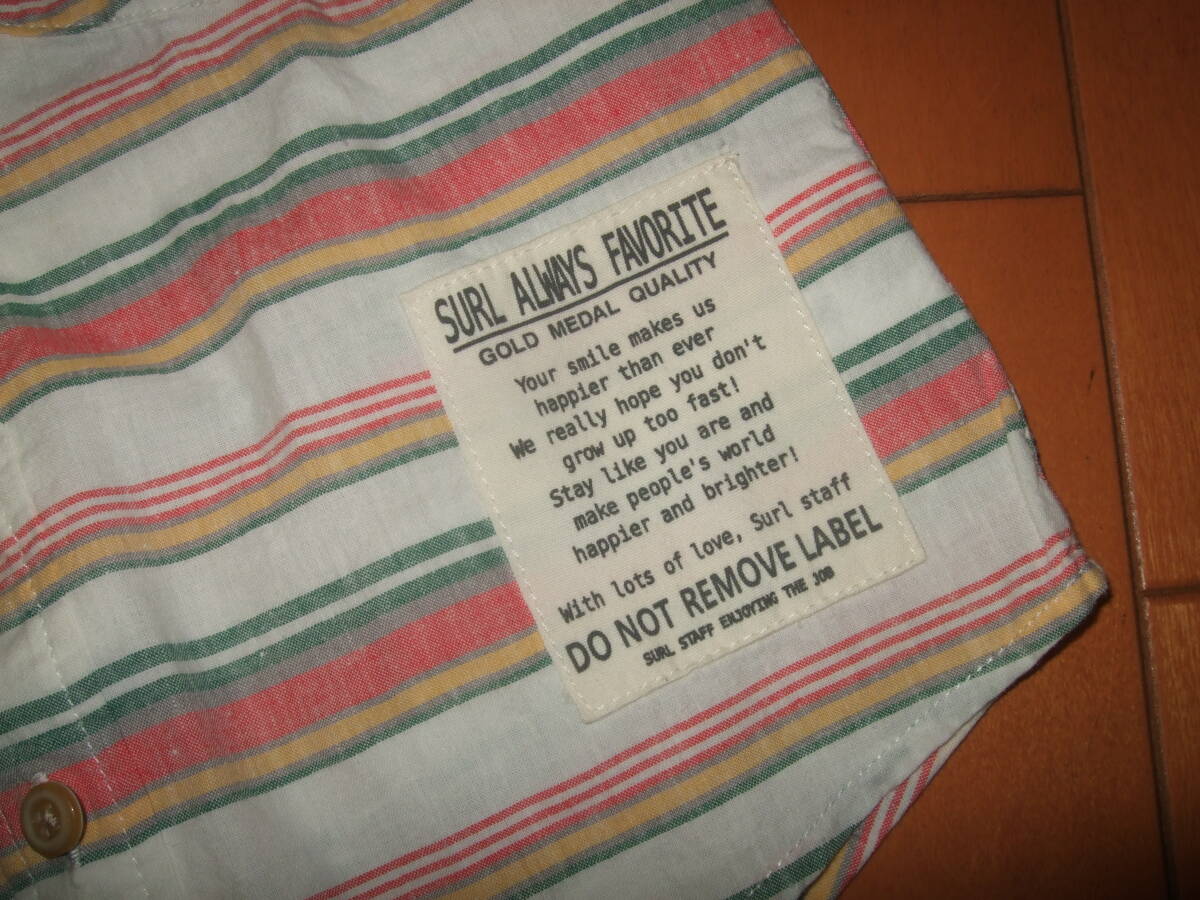 SURL ALWAYS FAVORITE
GOLD MEDAL QUALITY
Your smile makes us
happier than ever
We really hope you don't
grow up too fast!
Stay like you are and
make people's world
happier and brighter!
With lots of love, Surl staff
DO NOT REMOVE LABEL
SURL STAFF ENJOYING THE JOB